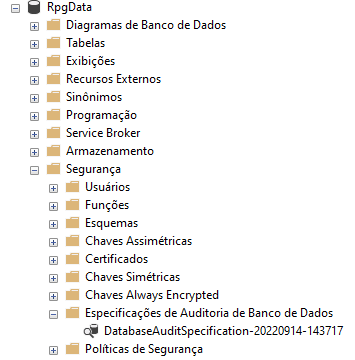 RpgData
Diagramas de Banco de Dados
Tabelas
Exibições
Recursos Externos
Sinônimos
Programação
Service Broker
Armazenamento
Segurança
Usuários
Funções
Esquemas
Chaves Assimétricas
Certificados
Chaves Simétricas
Chaves Always Encrypted
Especificações de Auditoria de Banco de Dados
DatabaseAuditSpecification-20220914-143717
Políticas de Segurança